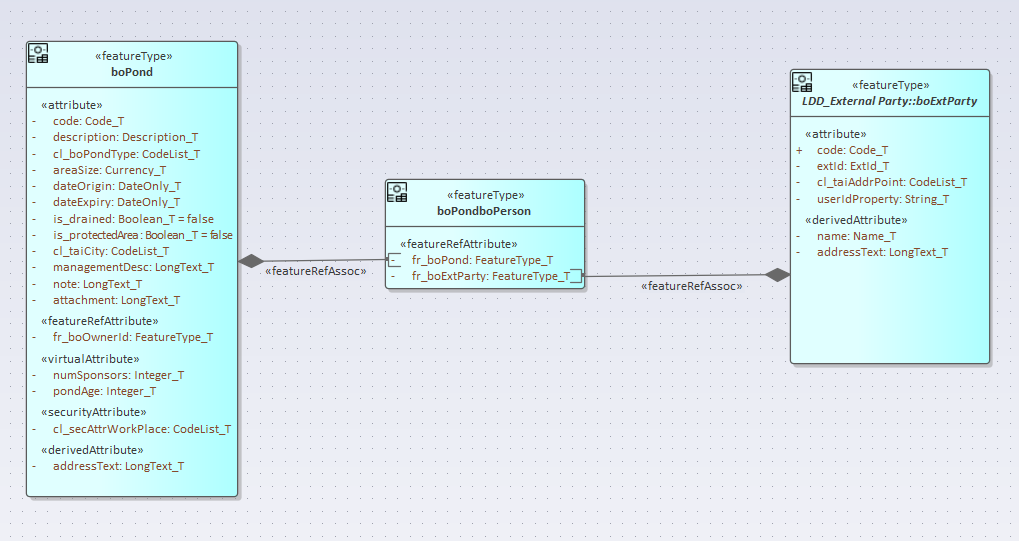 «featureType»
boPond
«attribute»
- code: Code_T
- description: Description_T
- cl_boPondType: CodeList_T
- areaSize: Currency_T
- dateOrigin: DateOnly_T
- dateExpiry: DateOnly_T
- is_drained: Boolean_T = false
- is_protectedArea: Boolean_T = false
- cl_taiCity: CodeList_T
- managementDesc: LongText_T
- note: LongText_T
- attachment: LongText_T
«featureRefAttribute»
- fr_boOwnerId: FeatureType_T
«virtualAttribute»
- numSponsors: Integer_T
- pondAge: Integer_T
«securityAttribute»
- cl_secAttrWorkPlace: CodeList_T
«derivedAttribute»
- addressText: LongText_T
«featureRefAssoc»
«featureType»
boPondboPerson
«featureRefAttribute»
- fr_boPond: FeatureType_T
- fr_boExtParty: FeatureType_T
«featureRefAssoc»
«featureType»
LDD_External Party::boExtParty
«attribute»
+ code: Code_T
- extId: ExtId_T
- cl_taiAddrPoint: CodeList_T
- userIdProperty: String_T
«derivedAttribute»
- name: Name_T
- addressText: LongText_T